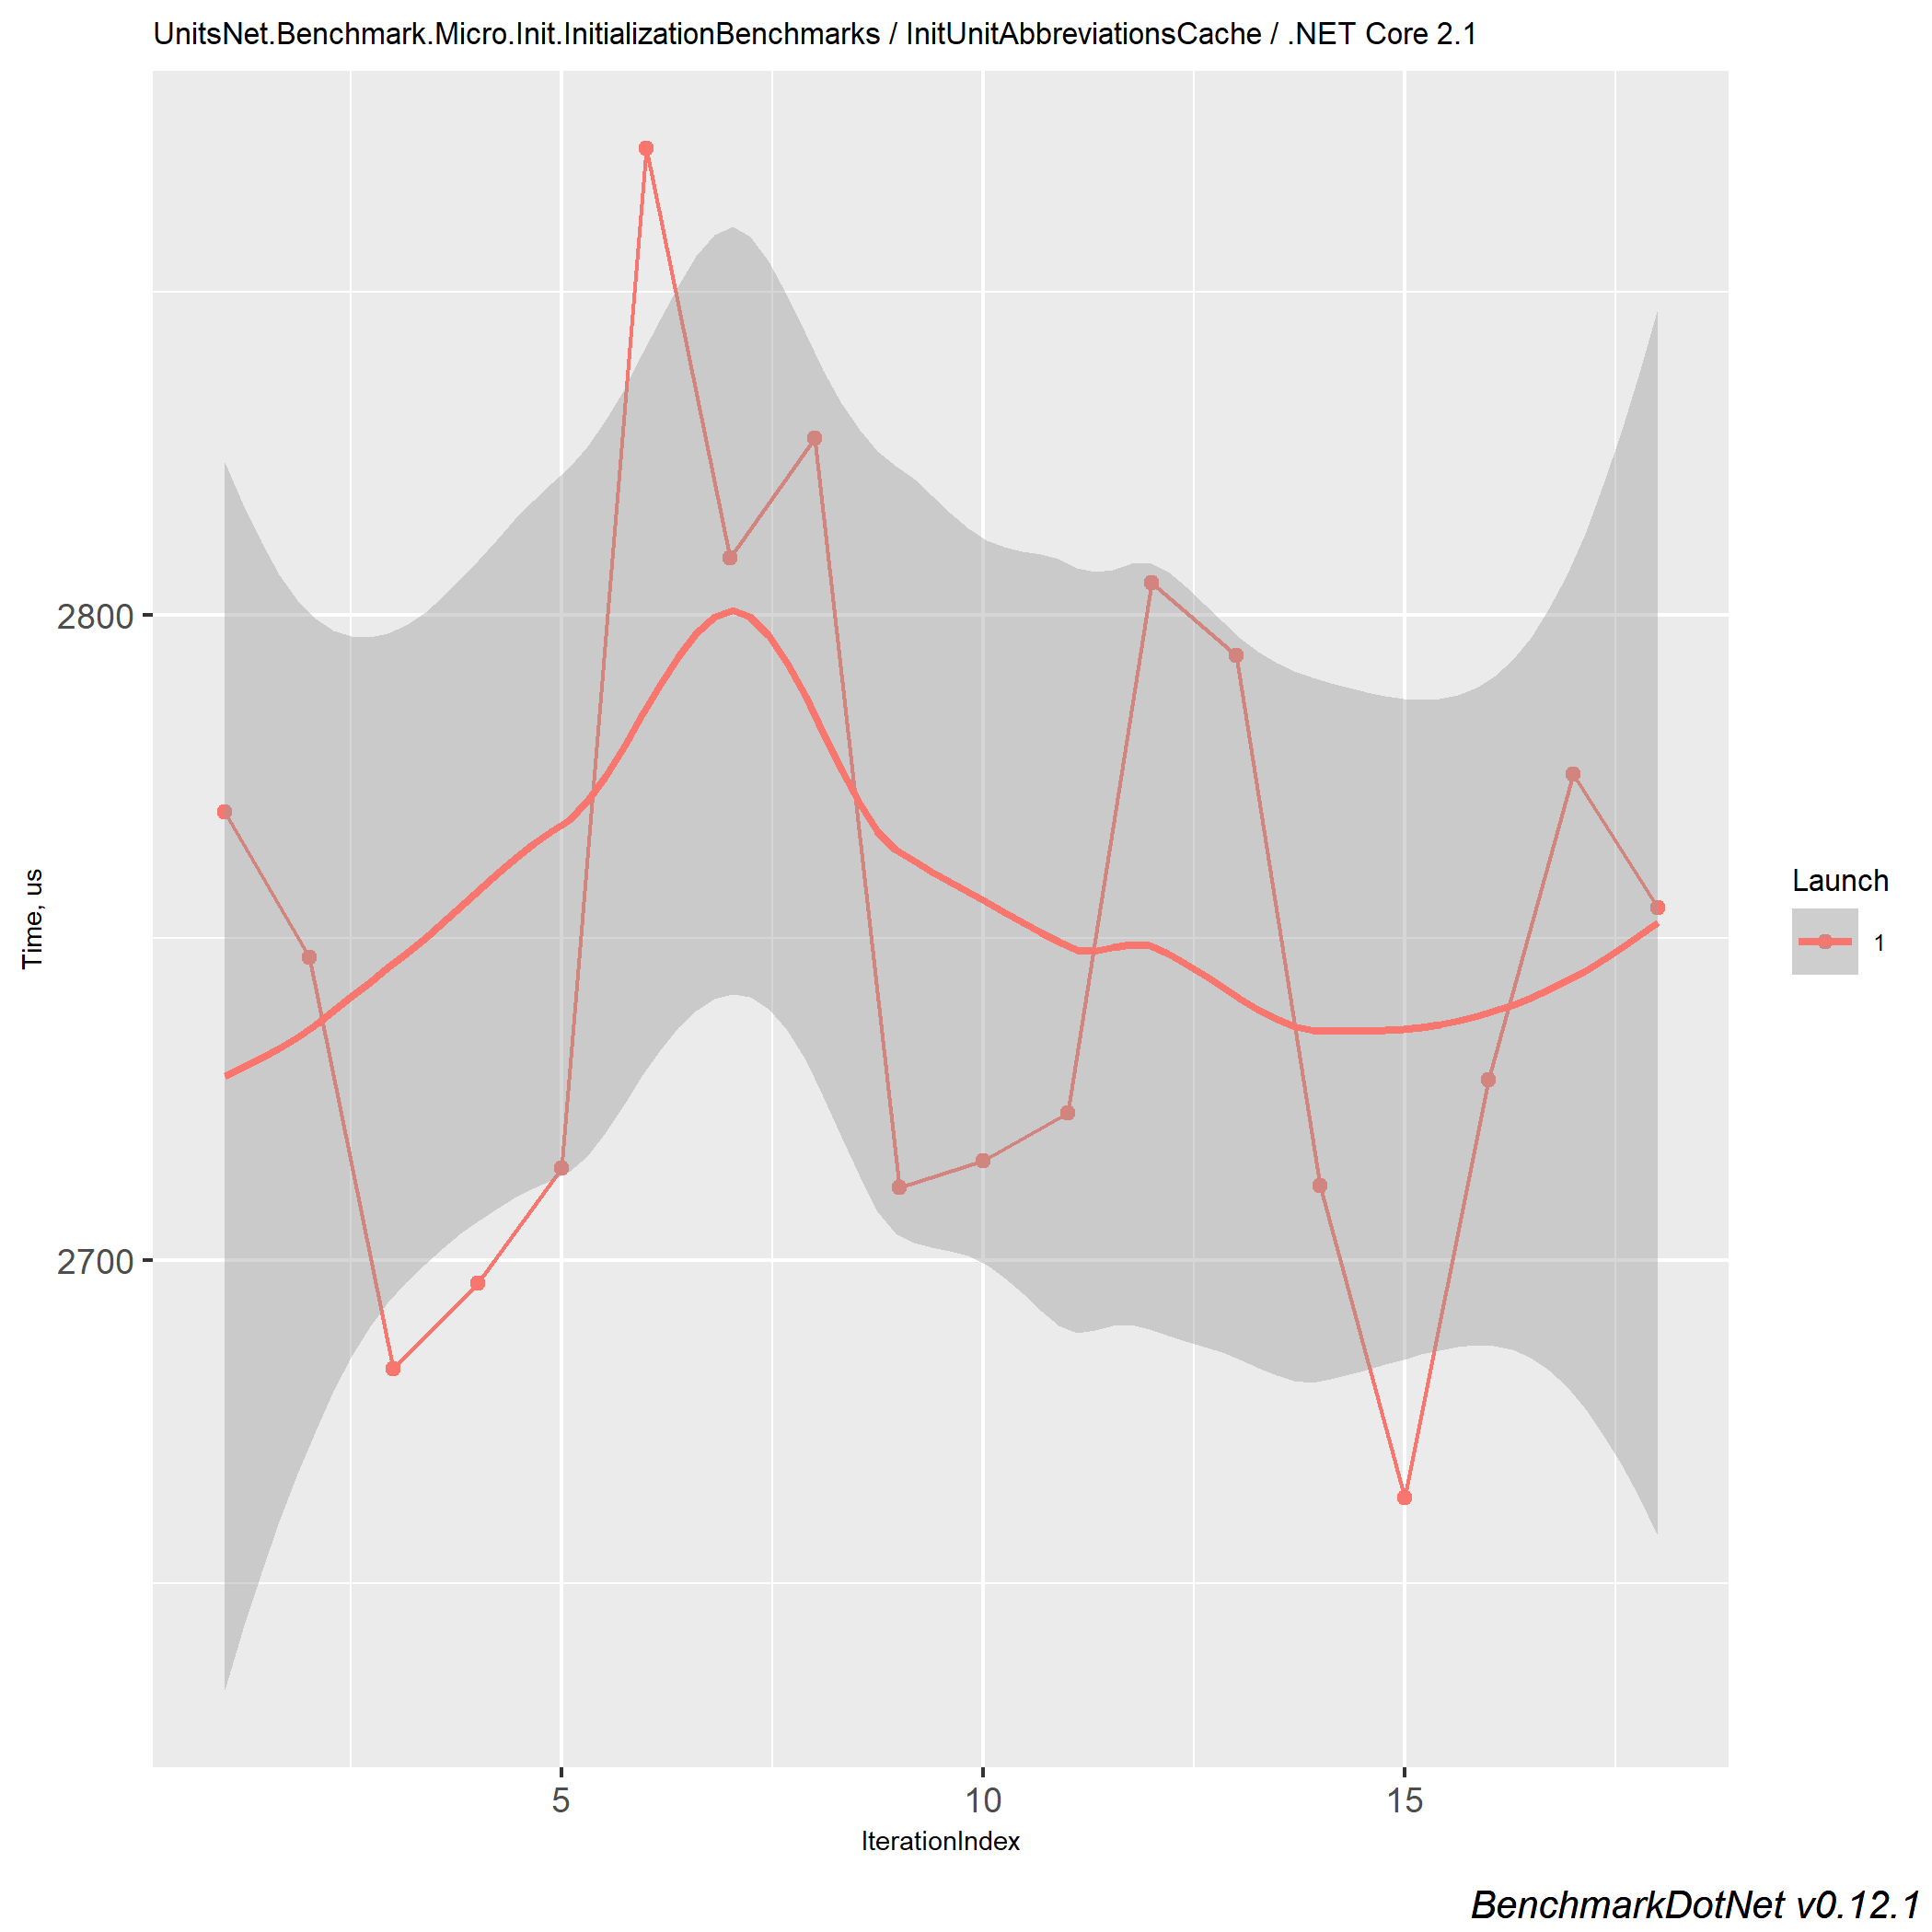 UnitsNet.Benchmark.Micro.Init.InitializationBenchmarks / InitUnitAbbreviationsCache / .NET Core 2.1
2800
2700
Time, us
5
10
15
IterationIndex
Launch
1
BenchmarkDotNet v0.12.1